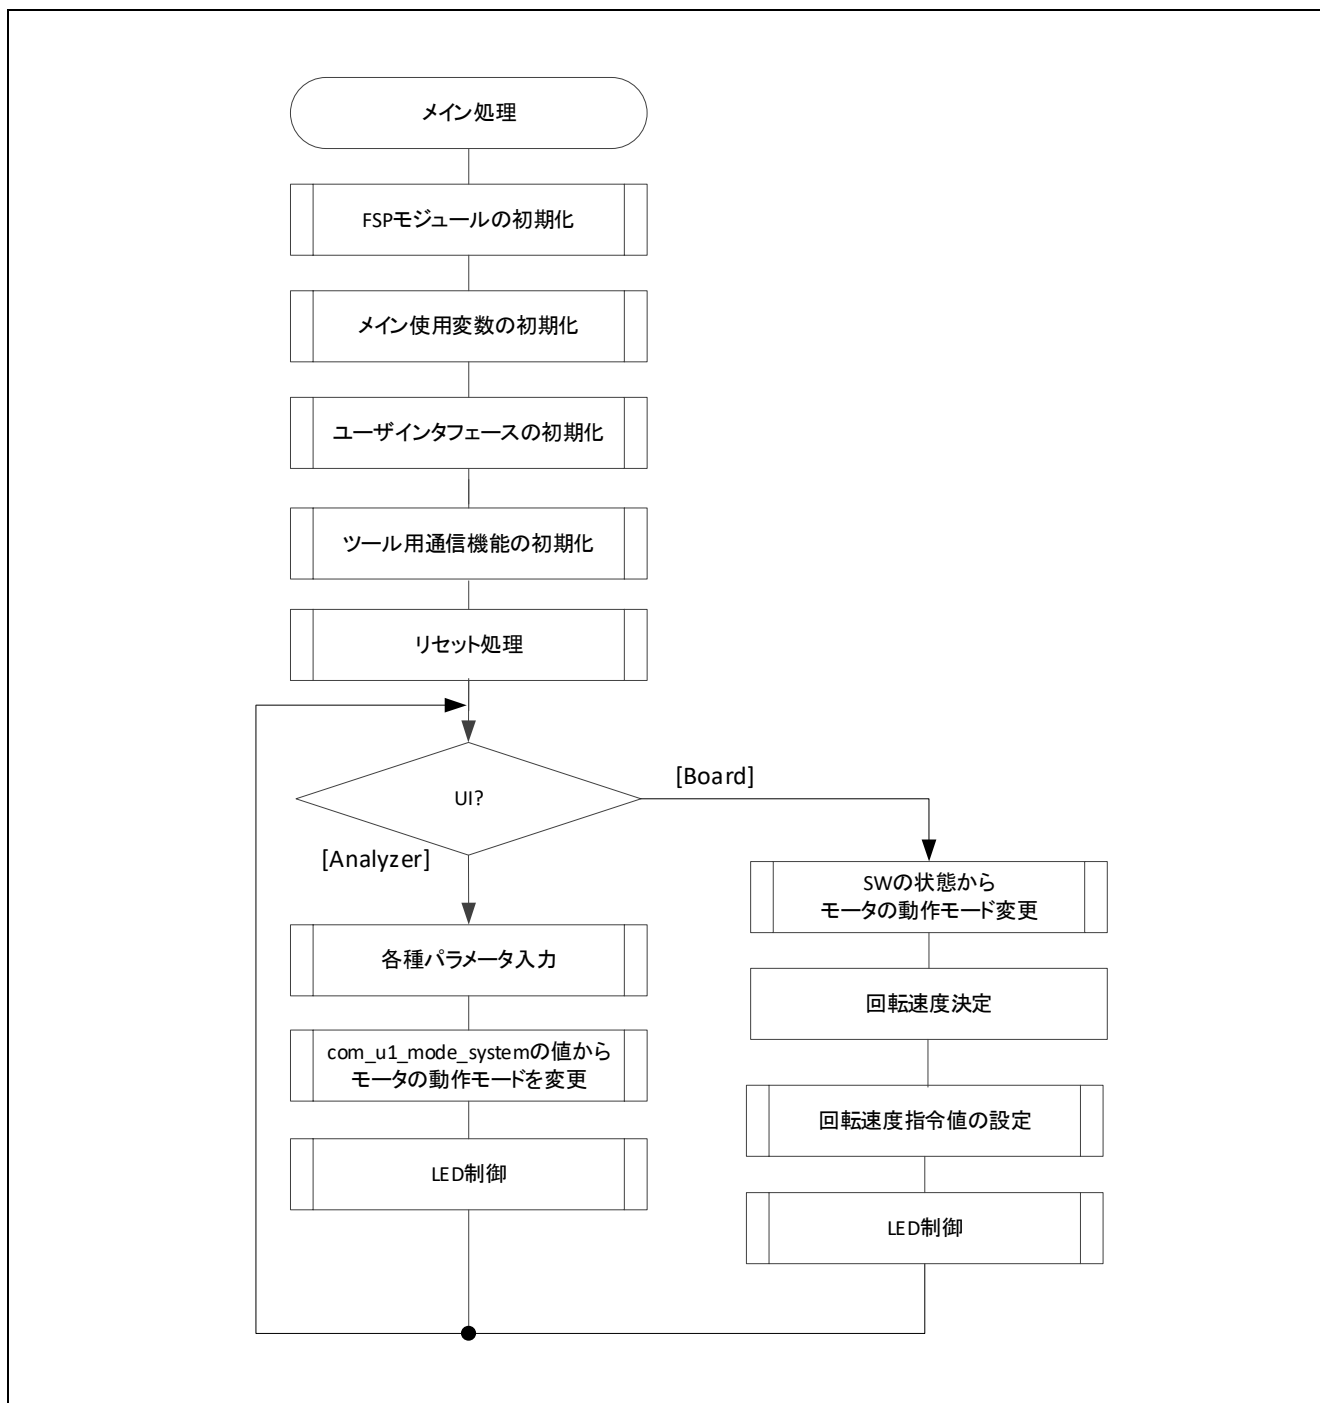 メイン処理
FSPモジュールの初期化
メイン使用変数の初期化
ユーザインタフェースの初期化
ツール用通信機能の初期化
リセット処理
UI?
[Board]
[Analyzer]
SWの状態から
モータの動作モード変更
回転速度決定
回転速度指令値の設定
LED制御
各種パラメータ入力
com_u1_mode_systemの値から
モータの動作モードを変更
LED制御